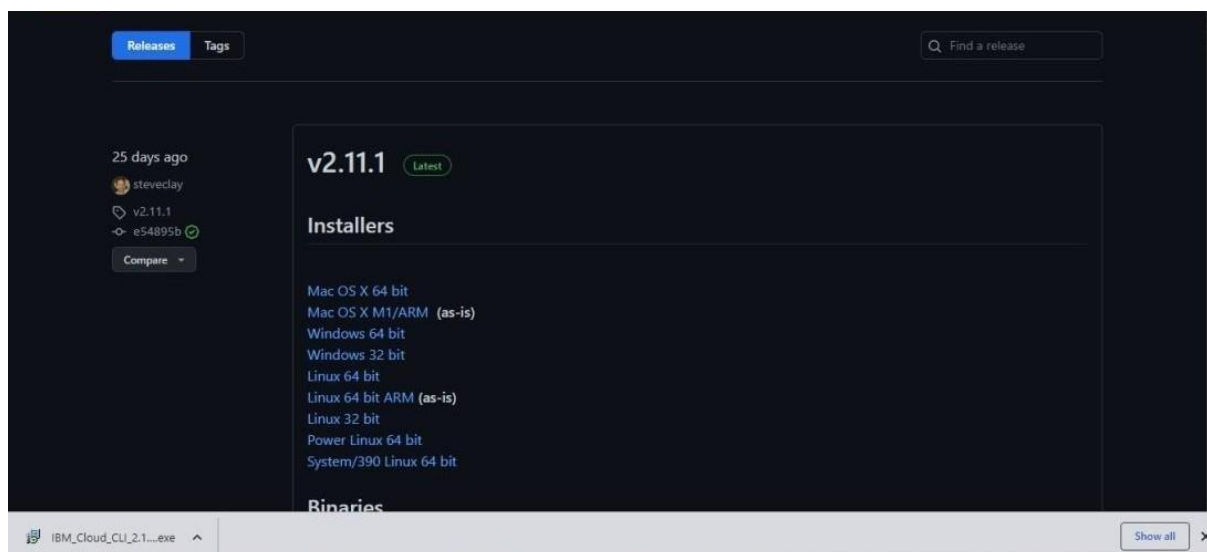 Releases
Tags
Find a release
25 days ago
steveclay
v2.11.1
e54895b
Compare
v2.11.1 Latest
Installers
Mac OS X 64 bit
Mac OS X M1/ARM (as-is)
Windows 64 bit
Windows 32 bit
Linux 64 bit
Linux 64 bit ARM (as-is)
Linux 32 bit
Power Linux 64 bit
System/390 Linux 64 bit
Binaries
IBM_Cloud_CLI_2.1....exe
Show all